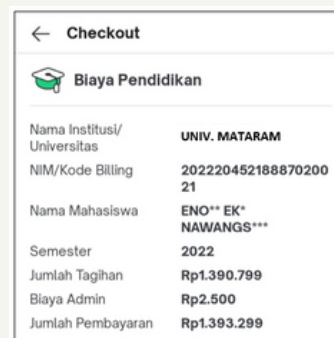 ← Checkout
Biaya Pendidikan
Nama Institusi/ UNIV. MATARAM
Universitas
NIM/Kode Billing 202220452188870200
21
Nama Mahasiswa ENO** EK*
NAWANGS***
Semester 2022
Jumlah Tagihan Rp1.390.799
Biaya Admin Rp2.500
Jumlah Pembayaran Rp1.393.299